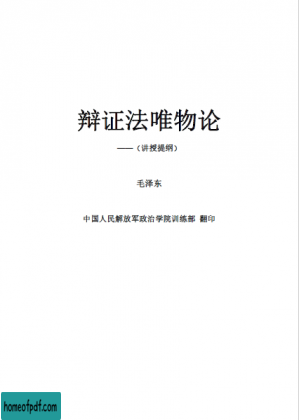 辩证法唯物论
——（讲授提纲）
毛泽东
中国人民解放军政治学院训练部 翻印
homeofpdf.com